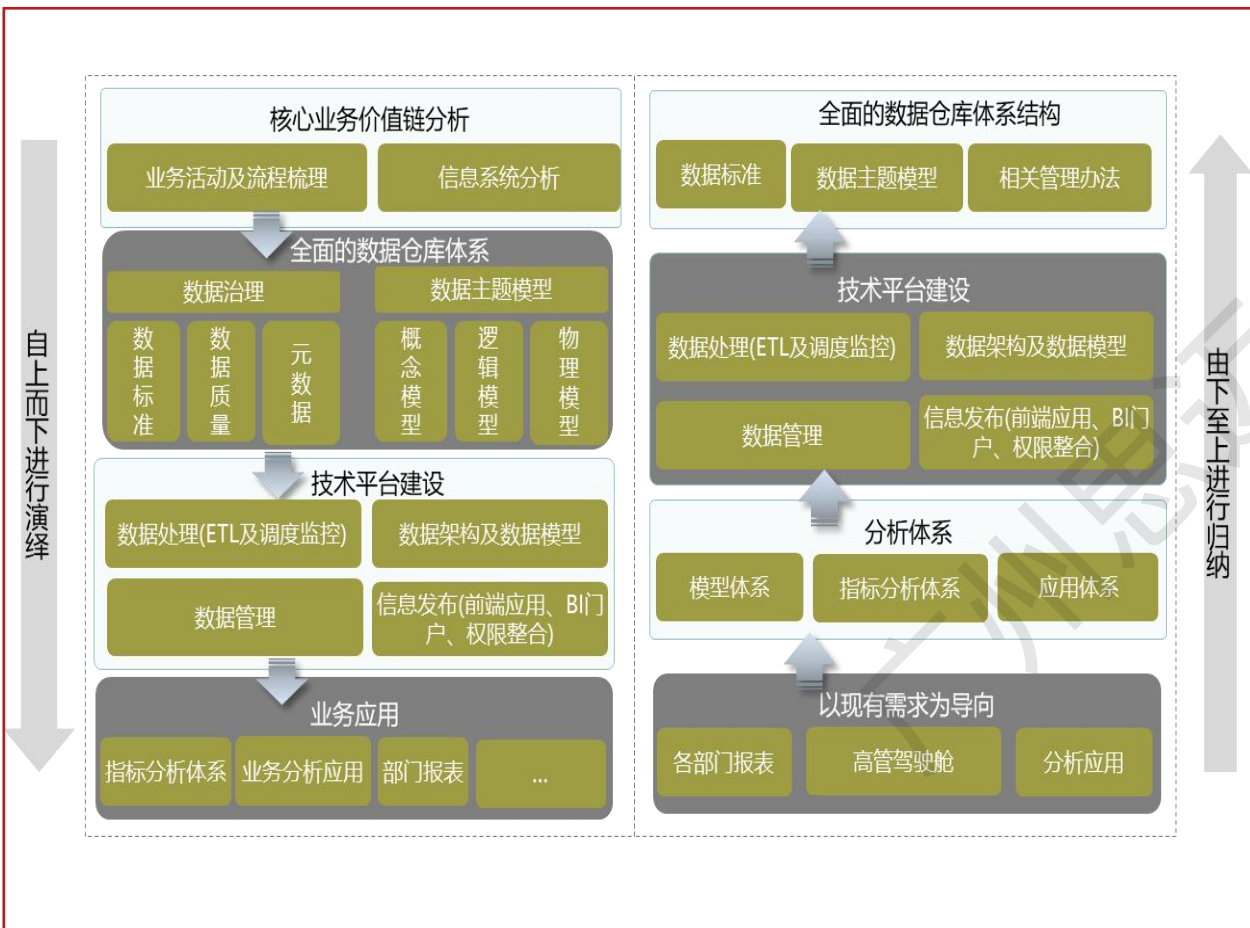 自上而下进行演绎
核心业务价值链分析
业务活动及流程梳理
信息系统分析
全面的数据仓库体系
数据治理
数据主题模型
数据标准
数据质量
元数据
概念模型
逻辑模型
物理模型
技术平台建设
数据处理(ETL及调度监控)
数据架构及数据模型
数据管理
信息发布(前端应用、BI门
户、权限整合)
业务应用
指标分析体系
业务分析应用
部门报表
...
全面的数据仓库体系结构
数据标准
数据主题模型
相关管理办法
技术平台建设
数据处理(ETL及调度监控)
数据架构及数据模型
数据管理
信息发布(前端应用、BI门
户、权限整合)
分析体系
模型体系
指标分析体系
应用体系
以现有需求为导向
各部门报表
高管驾驶舱
分析应用
由下至上进行归纳
广州思迈